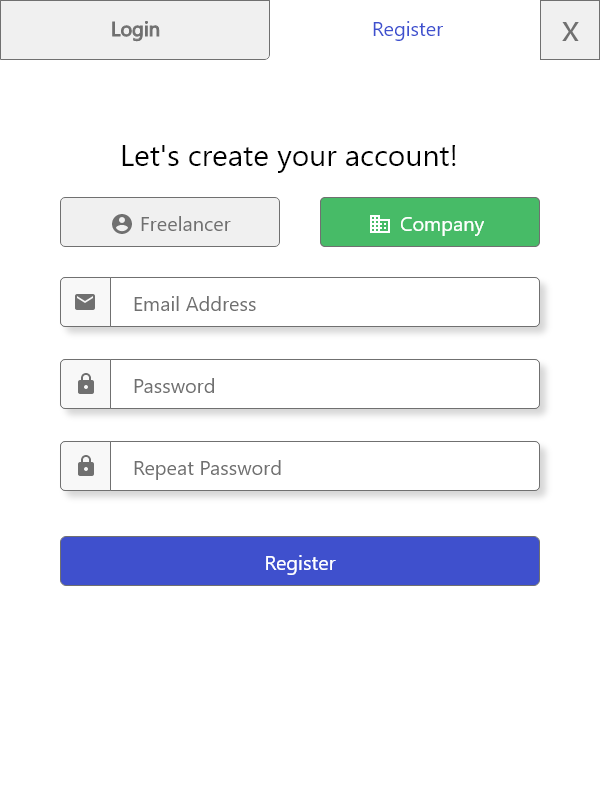 Login Register X
Let's create your account!
Freelancer Company
Email Address
Password
Repeat Password
Register